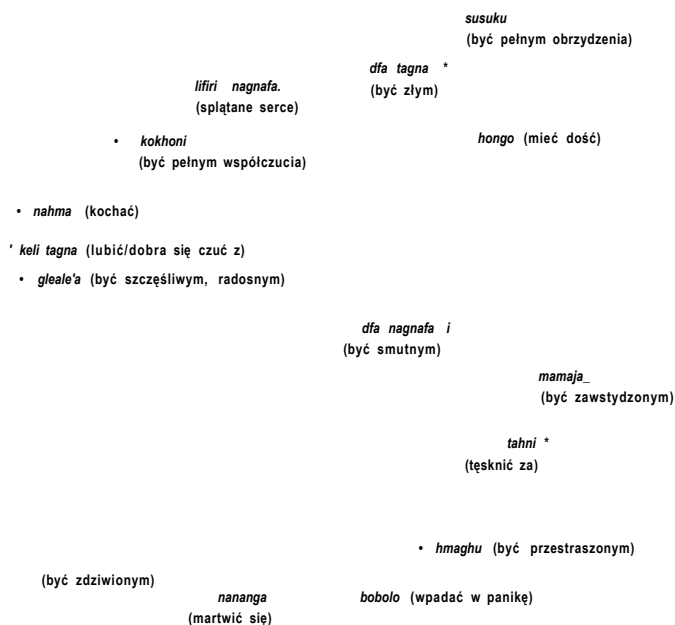 susuku
(być pełnym obrzydzenia)
dfa tagna *
(być złym)
lifiri nagnafa.
(splątane serce)
• kokhoni
(być pełnym współczucia)
hongo (mieć dość)
• nahma (kochać)
' keli tagna (lubić/dobra się czuć z)
• gleale'a (być szczęśliwym, radosnym)
dfa nagnafa i
(być smutnym)
mamaja_
(być zawstydzonym)
tahni *
(tęsknić za)
• hmaghu (być przestraszonym)
(być zdziwionym)
nananga
(martwić się)
bobolo (wpadać w panikę)